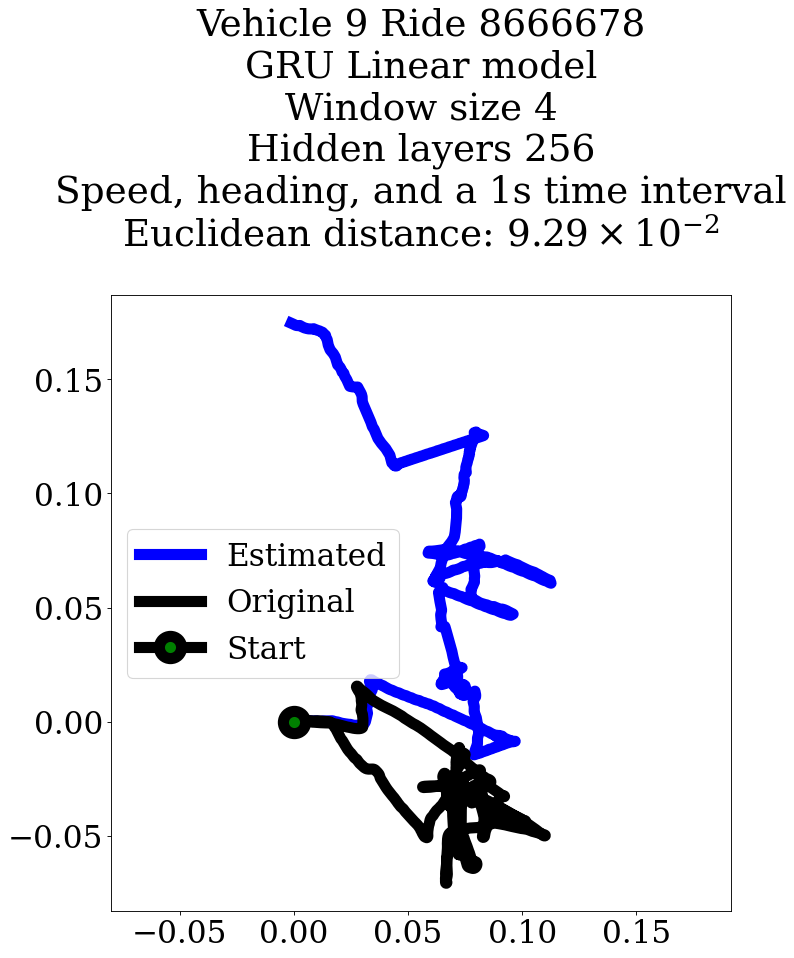 Vehicle 9 Ride 8666678
GRU Linear model
Window size 4
Hidden layers 256
Speed, heading, and a 1s time interval
Euclidean distance: 9.29 × 10⁻²
0.15
0.10
0.05
0.00
−0.05
Estimated
Original
Start
−0.05 0.00 0.05 0.10 0.15